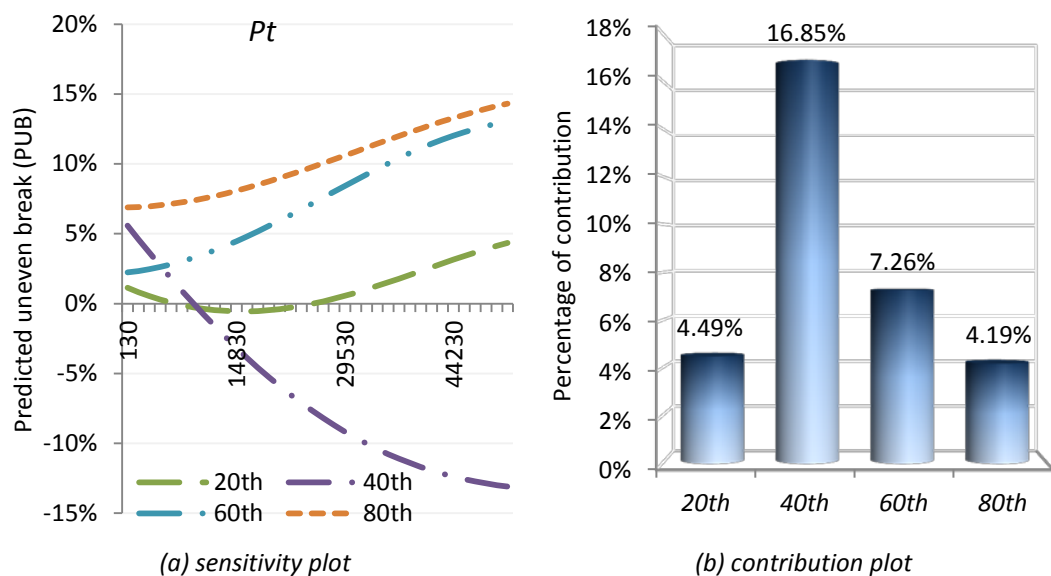 Pt
Predicted uneven break (PUB)
20%
15%
10%
5%
0%
-5%
-10%
-15%
130
14830
29530
44230
20th
40th
60th
80th
(a) sensitivity plot
Percentage of contribution
18%
16%
14%
12%
10%
8%
6%
4%
2%
0%
4.49%
16.85%
7.26%
4.19%
20th
40th
60th
80th
(b) contribution plot